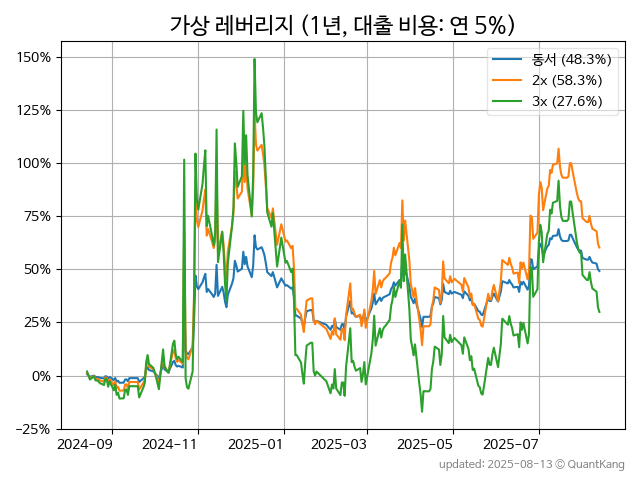 가상 레버리지 (1년, 대출 비용: 연 5%)
150%
125%
100%
75%
50%
25%
0%
−25%
동서 (48.3%)
2x (58.3%)
3x (27.6%)
2024-09
2024-11
2025-01
2025-03
2025-05
2025-07
updated: 2025-08-13 © QuantKang